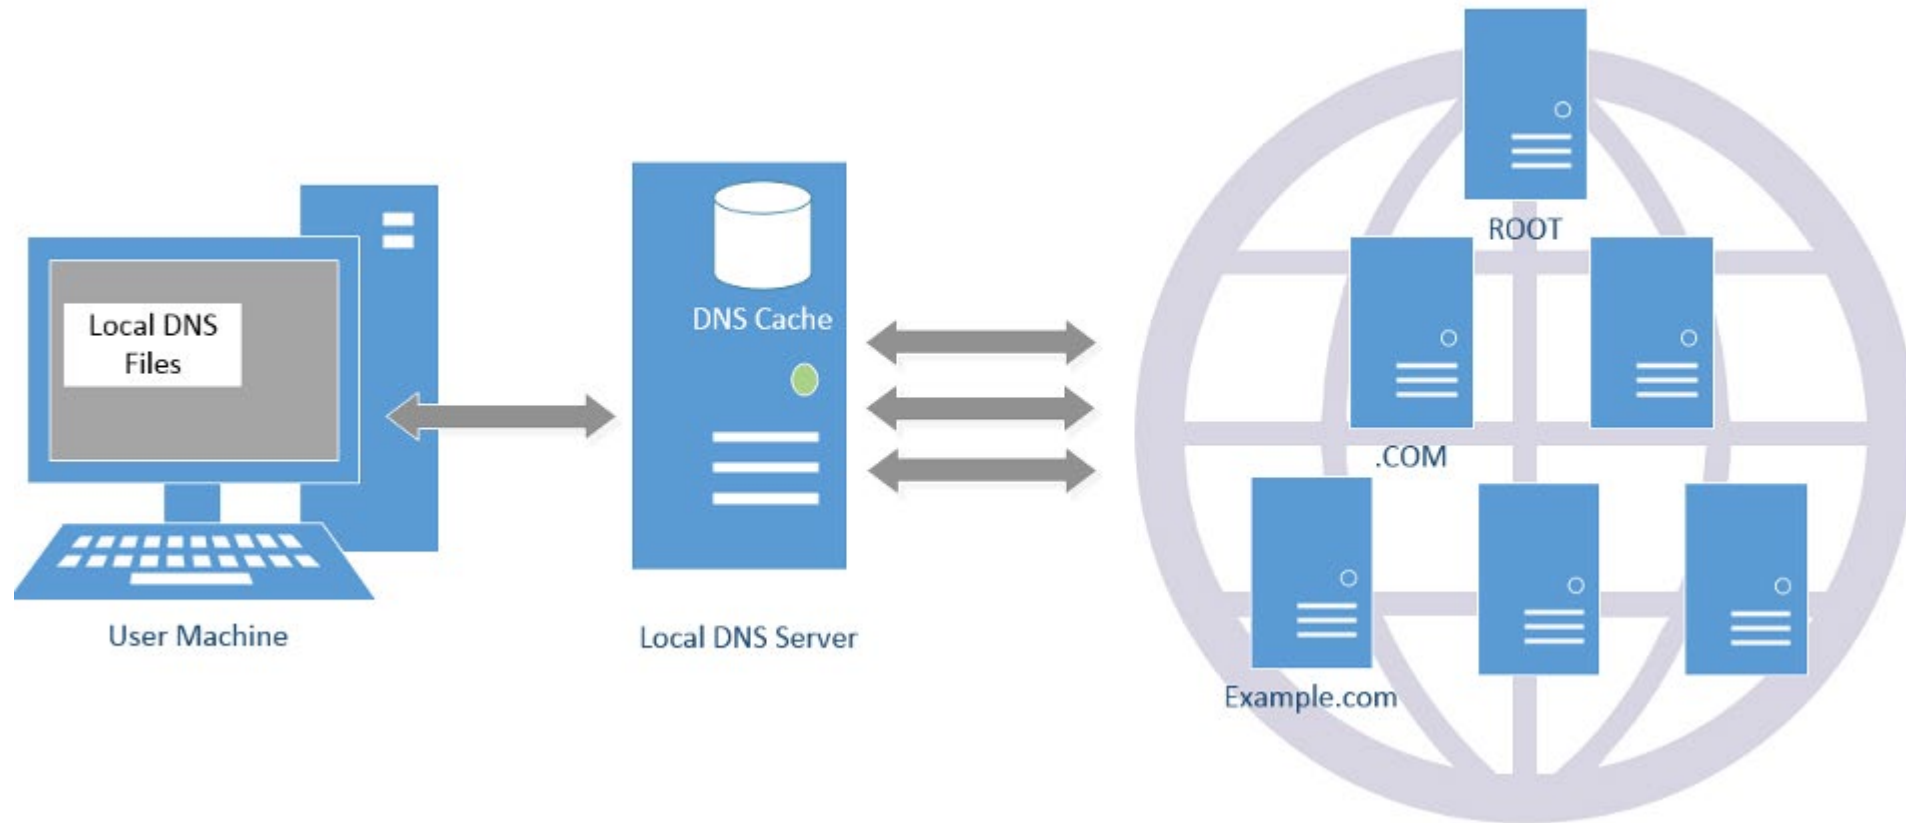 Local DNS
Files
User Machine
DNS Cache
Local DNS Server
ROOT
.COM
Example.com